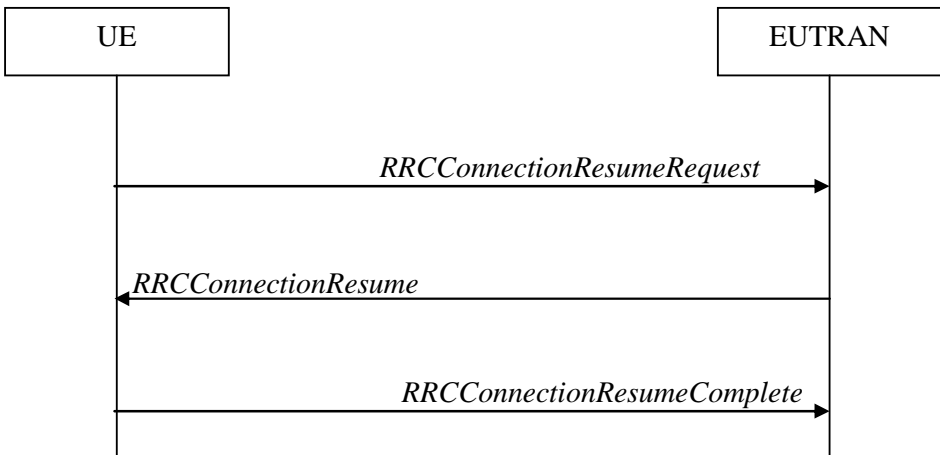 UE
EUTRAN
RRCConnectionResumeRequest
RRCConnectionResume
RRCConnectionResumeComplete